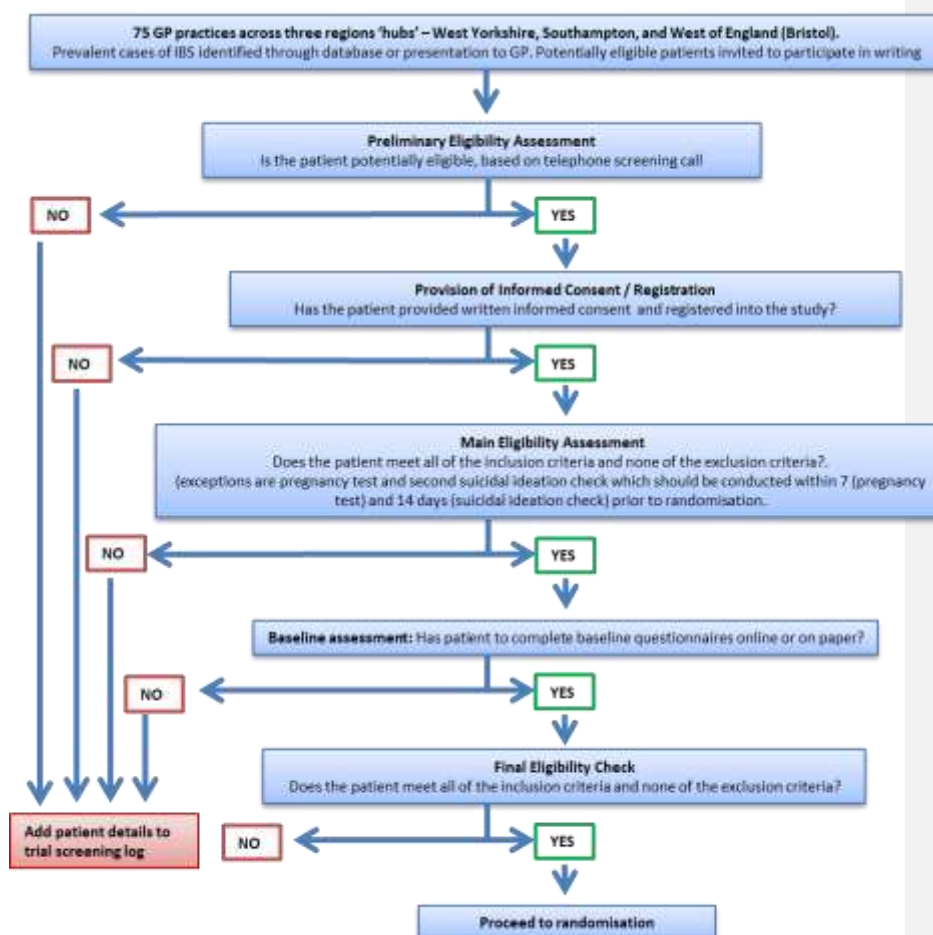 75 GP practices across three regions ‘hubs’ – West Yorkshire, Southampton, and West of England (Bristol).
Prevalent cases of IBS identified through database or presentation to GP. Potentially eligible patients invited to participate in writing
Preliminary Eligibility Assessment
Is the patient potentially eligible, based on telephone screening call
NO
YES
Provision of Informed Consent / Registration
Has the patient provided written informed consent and registered into the study?
NO
YES
Main Eligibility Assessment
Does the patient meet all of the inclusion criteria and none of the exclusion criteria?.
(exceptions are pregnancy test and second suicidal ideation check which should be conducted within 7 (pregnancy
test) and 14 days (suicidal ideation check) prior to randomisation.
NO
YES
Baseline assessment: Has patient to complete baseline questionnaires online or on paper?
NO
YES
Final Eligibility Check
Does the patient meet all of the inclusion criteria and none of the exclusion criteria?
Add patient details to
trial screening log
NO
YES
Proceed to randomisation